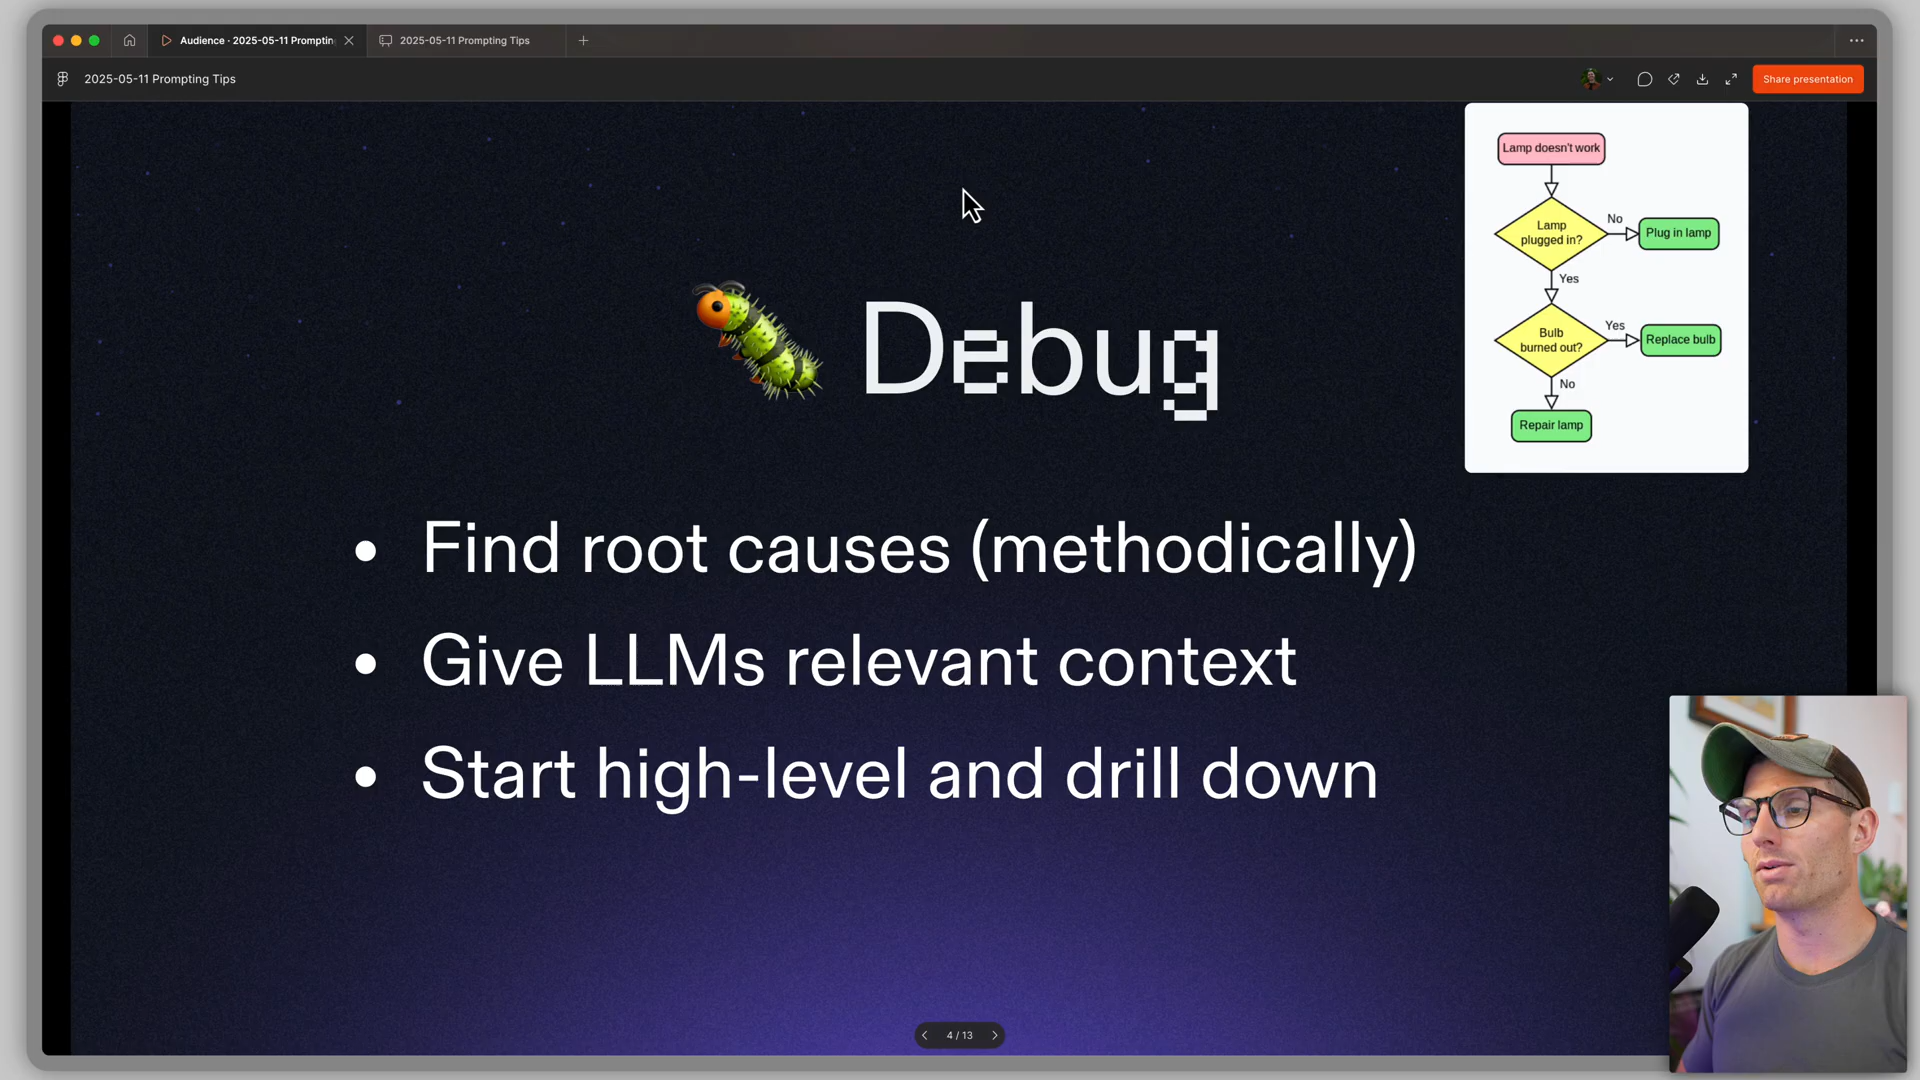 Audience · 2025-05-11 Promptin
2025-05-11 Prompting Tips
2025-05-11 Prompting Tips
Share presentation
Lamp doesn't work
Lamp
plugged in?
No
Plug in lamp
Yes
Bulb
burned out?
Yes
Replace bulb
No
Repair lamp
Debug
• Find root causes (methodically)
• Give LLMs relevant context
• Start high-level and drill down
4 / 13